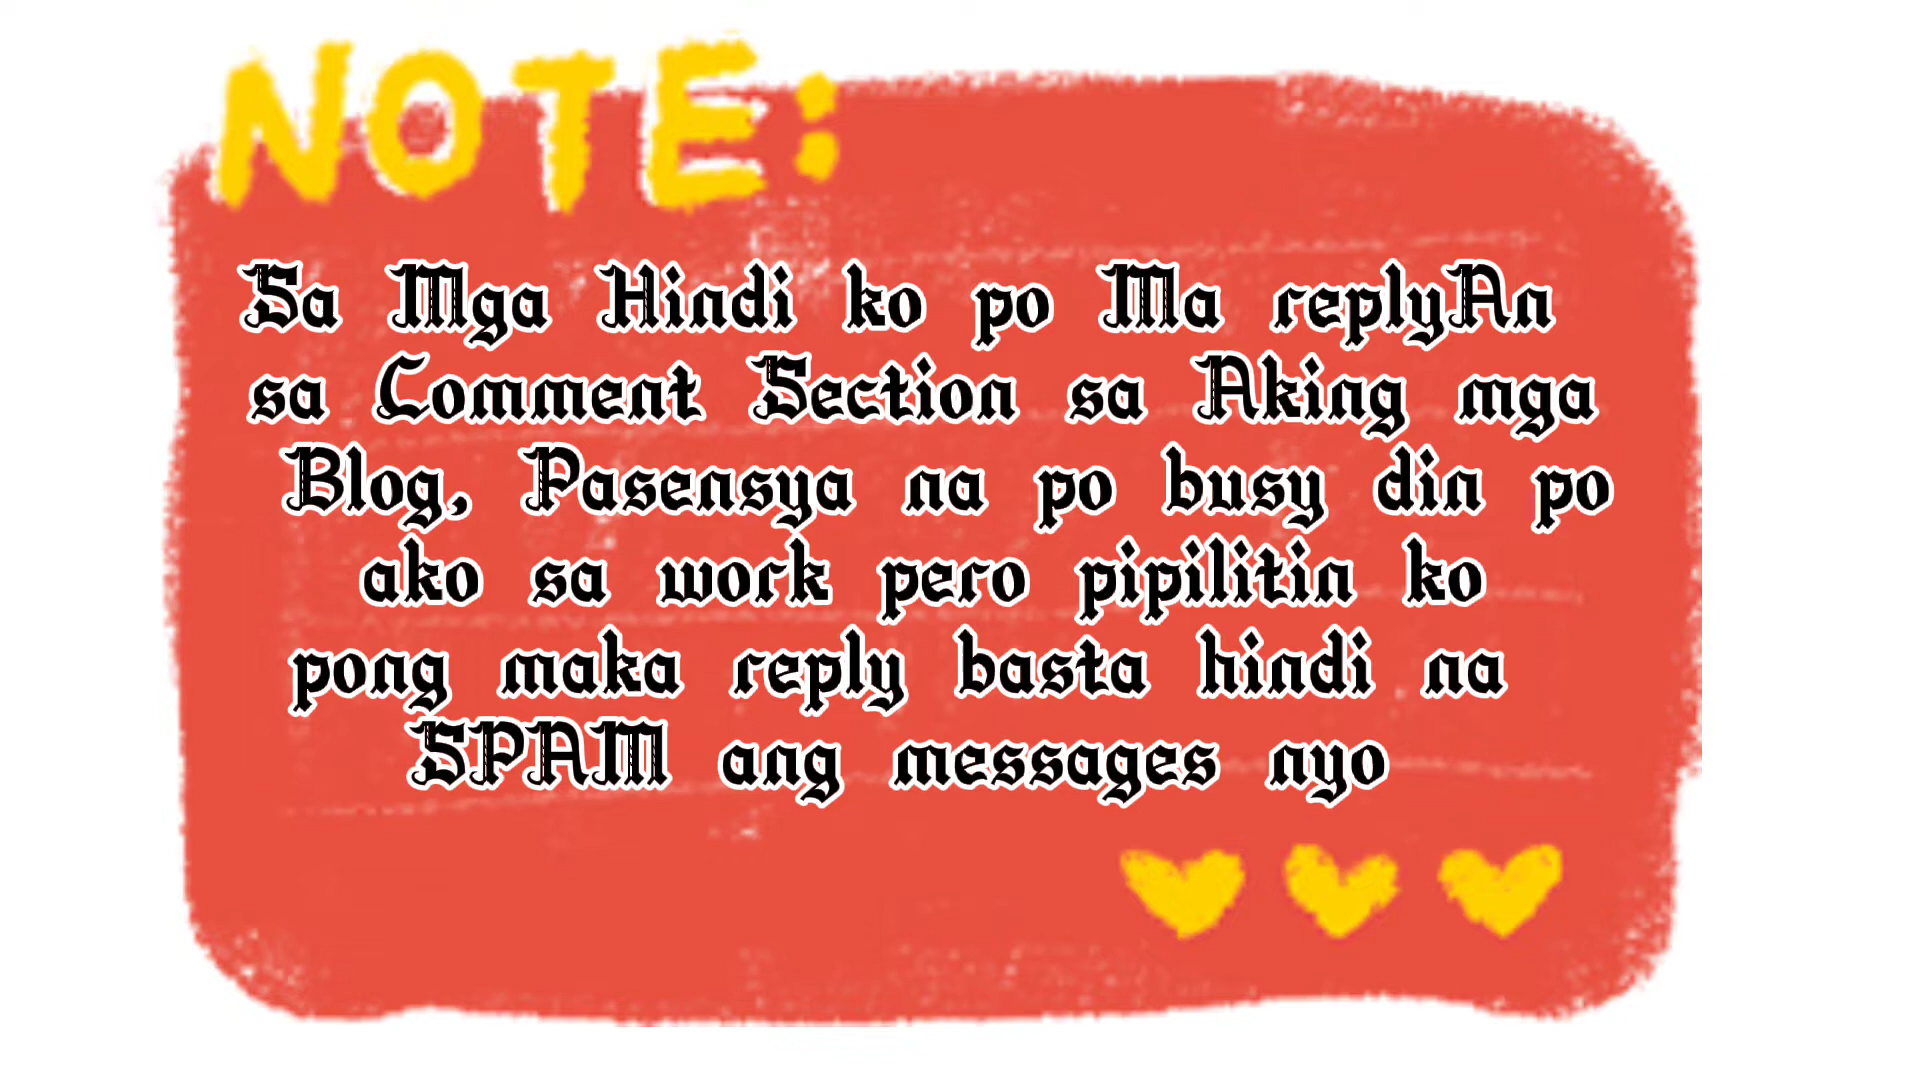 NOTE:
Sa Mga Hindi ko po Ma replyAn
sa Comment Section sa Aking mga
Blog, Pasensya na po busy din po
ako sa work pero pipilitin ko
pong maka reply basta hindi na
SPAM ang messages nyo